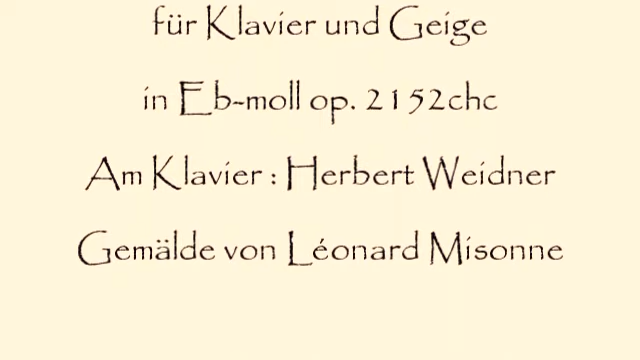 für Klavier und Geige
in Eb-moll op. 2152chc
Am Klavier : Herbert Weidner
Gemälde von Léonard Misonne